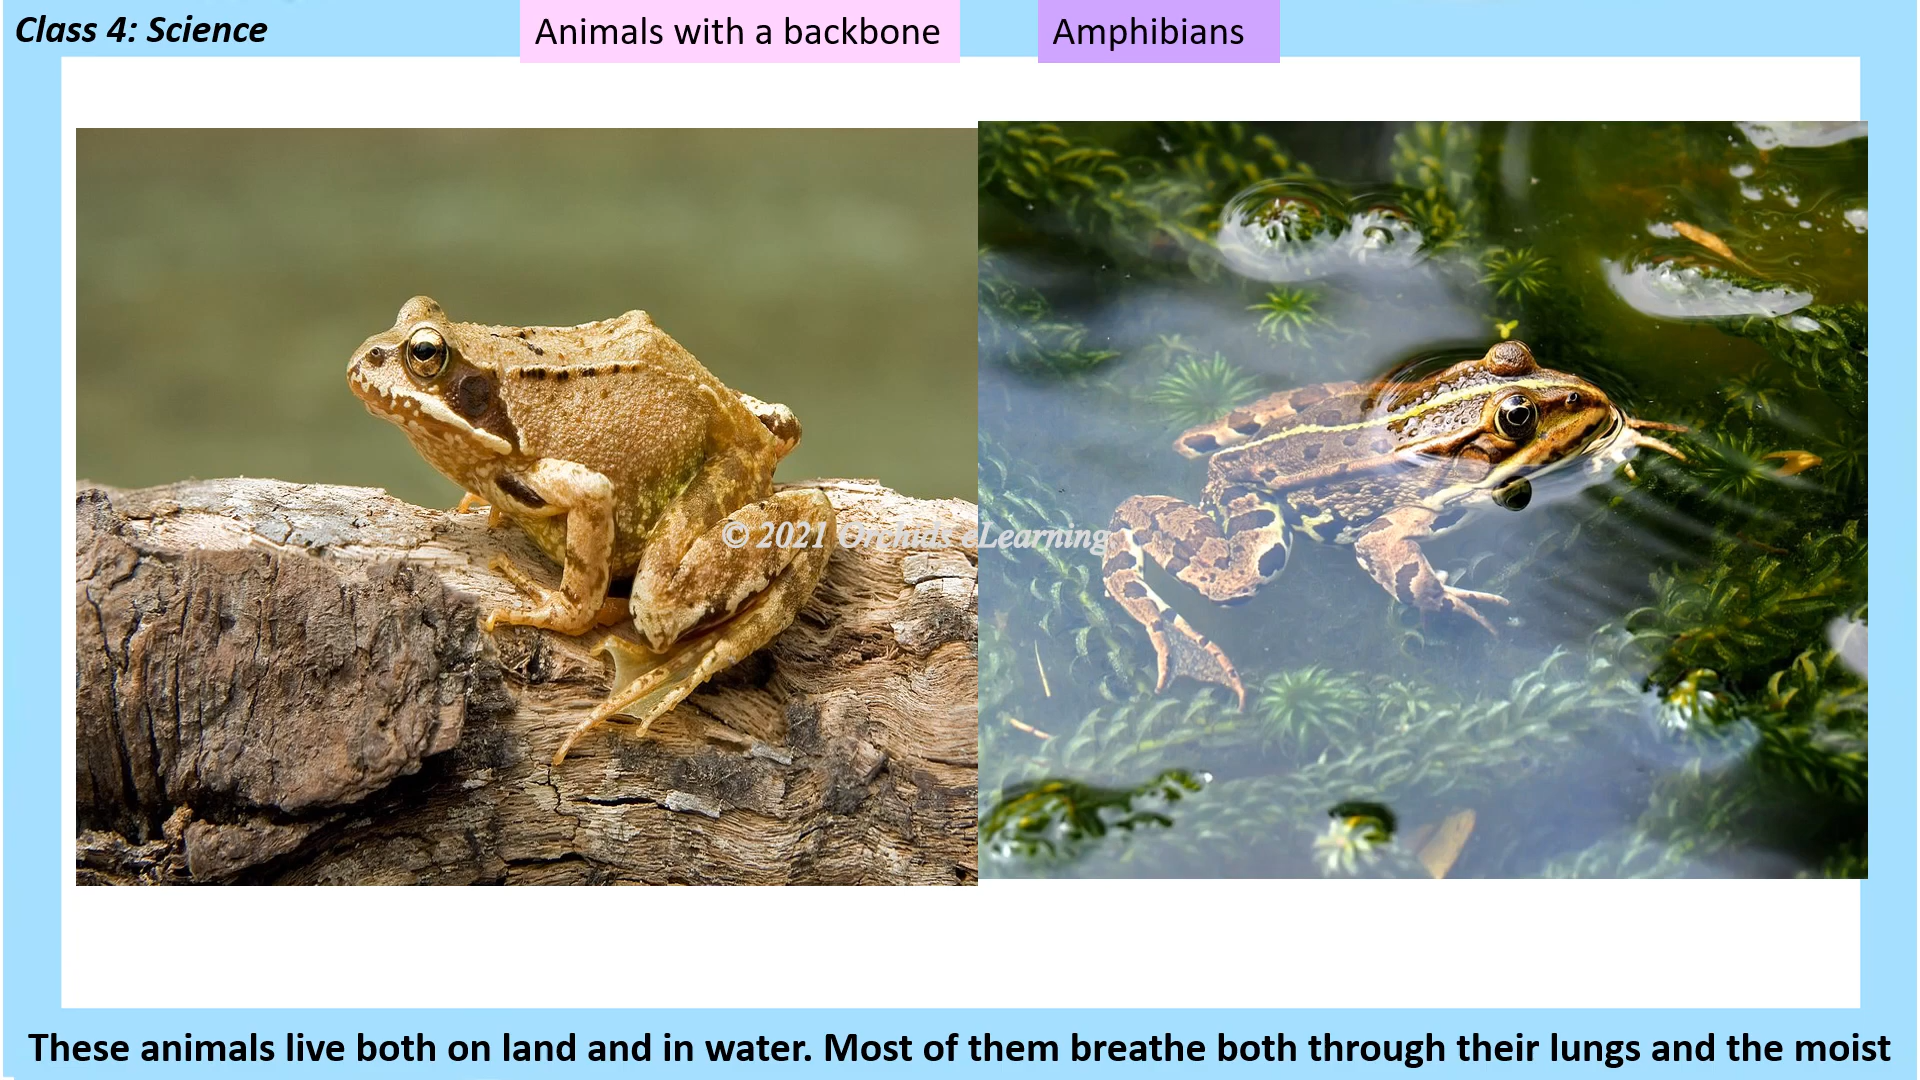 Class 4: Science
Animals with a backbone
Amphibians
© 2021 Orchids eLearning
These animals live both on land and in water. Most of them breathe both through their lungs and the moist